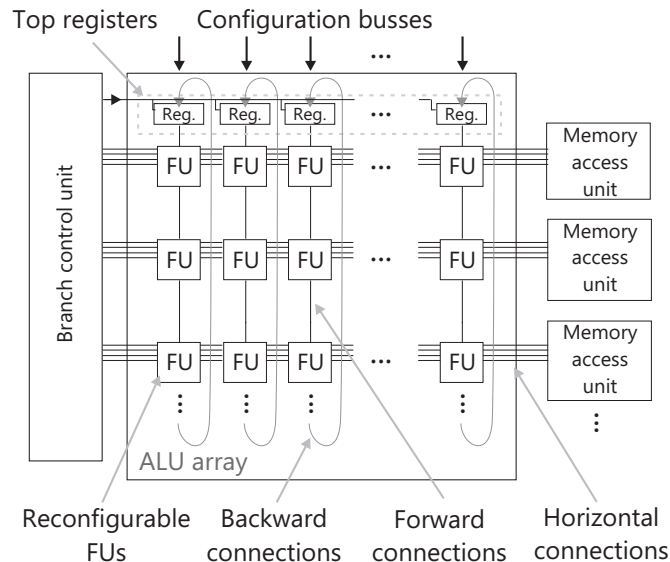 Top registers
Configuration busses
...
Reg. Reg. Reg. ... Reg.
Branch control unit
FU FU FU ... FU
Memory
access
unit
FU FU FU ... FU
Memory
access
unit
FU FU FU ... FU
Memory
access
unit
ALU array
Reconfigurable
FUs
Backward
connections
Forward
connections
Horizontal
connections